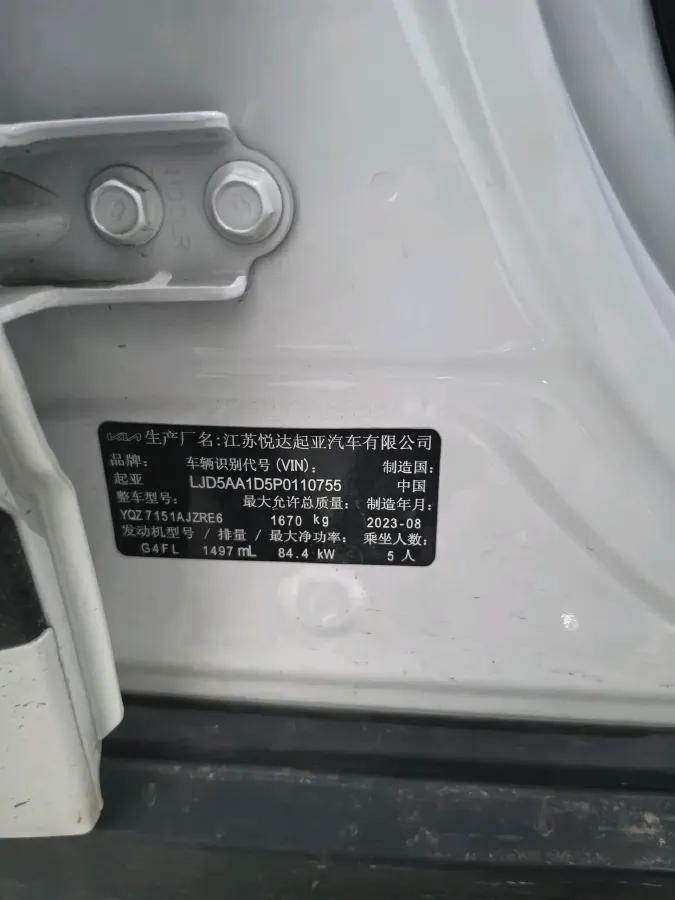 KIA 生产厂名:江苏悦达起亚汽车有限公司
品牌: 车辆识别代号(VIN): 制造国:
起亚 LJD5AA1D5P0110755 中国
整车型号: 最大允许总质量: 制造年月:
YQZ7151AJZRE6 1670 kg 2023-08
发动机型号 / 排量 / 最大净功率: 乘坐人数:
G4FL 1497 mL 84.4 kW 5 人